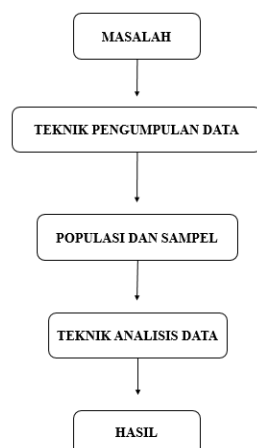 MASALAH
TEKNIK PENGUMPULAN DATA
POPULASI DAN SAMPEL
TEKNIK ANALISIS DATA
HASIL